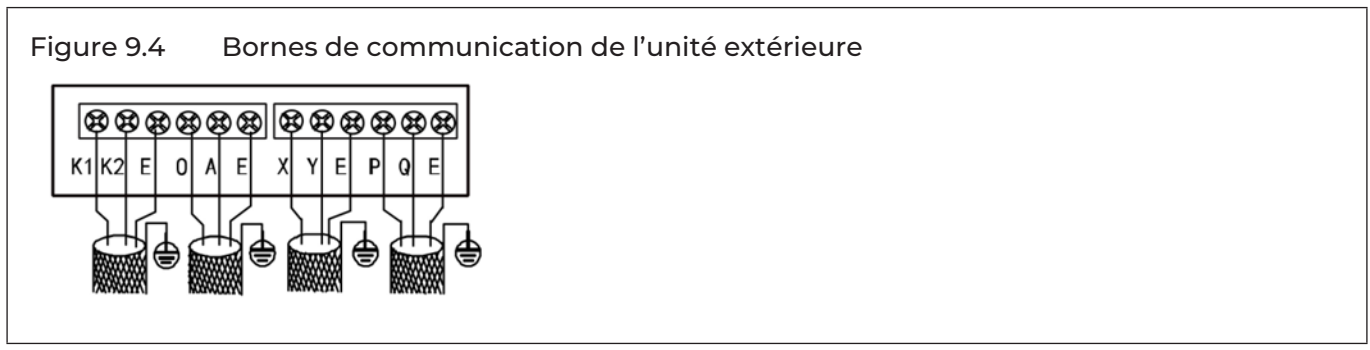 Figure 9.4 Bornes de communication de l’unité extérieure
K1 K2 E O A E X Y E P Q E